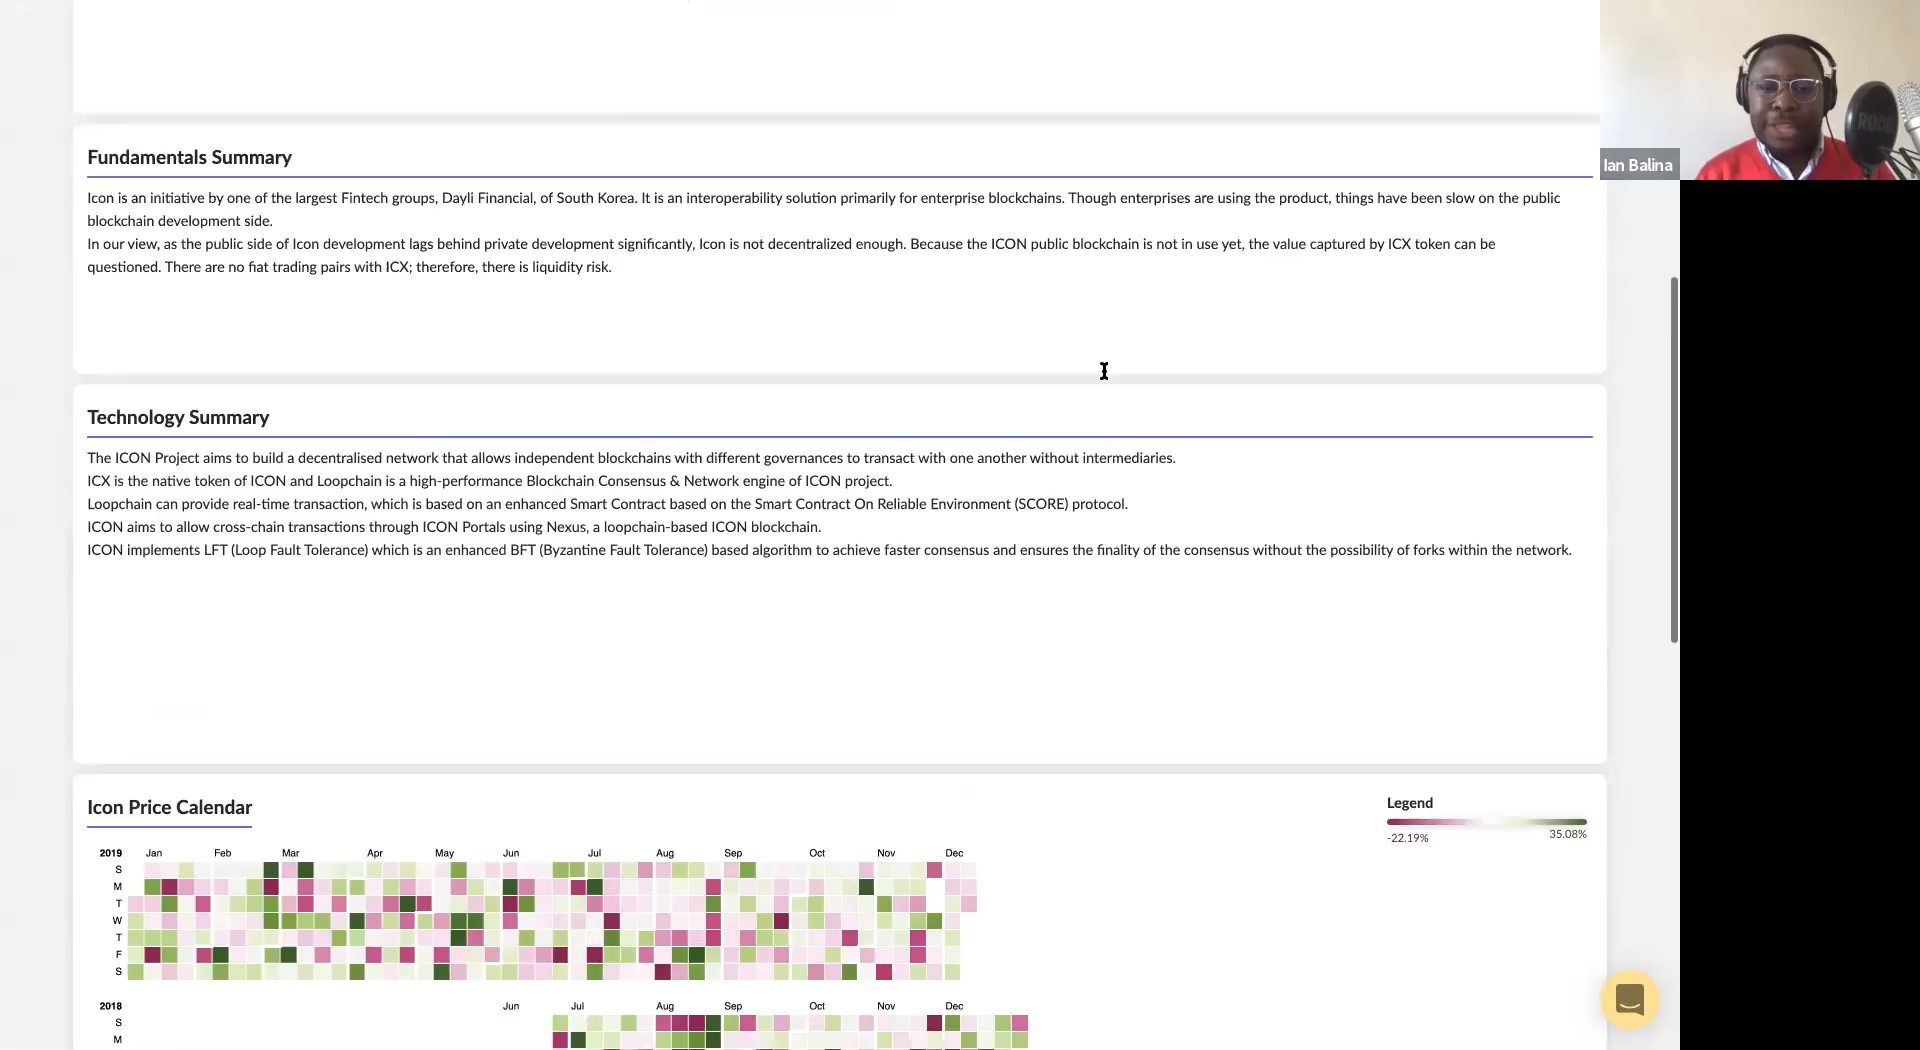 Ian Balina
RODE
Fundamentals Summary
Icon is an initiative by one of the largest Fintech groups, Dayli Financial, of South Korea. It is an interoperability solution primarily for enterprise blockchains. Though enterprises are using the product, things have been slow on the public
blockchain development side.
In our view, as the public side of Icon development lags behind private development significantly, Icon is not decentralized enough. Because the ICON public blockchain is not in use yet, the value captured by ICX token can be
questioned. There are no fiat trading pairs with ICX; therefore, there is liquidity risk.
Technology Summary
The ICON Project aims to build a decentralised network that allows independent blockchains with different governances to transact with one another without intermediaries.
ICX is the native token of ICON and Loopchain is a high-performance Blockchain Consensus & Network engine of ICON project.
Loopchain can provide real-time transaction, which is based on an enhanced Smart Contract based on the Smart Contract On Reliable Environment (SCORE) protocol.
ICON aims to allow cross-chain transactions through ICON Portals using Nexus, a loopchain-based ICON blockchain.
ICON implements LFT (Loop Fault Tolerance) which is an enhanced BFT (Byzantine Fault Tolerance) based algorithm to achieve faster consensus and ensures the finality of the consensus without the possibility of forks within the network.
Icon Price Calendar
Legend
-22.19% 35.08%
2019 Jan Feb Mar Apr May Jun Jul Aug Sep Oct Nov Dec
S
M
T
W
T
F
S
2018 Jun Jul Aug Sep Oct Nov Dec
S
M